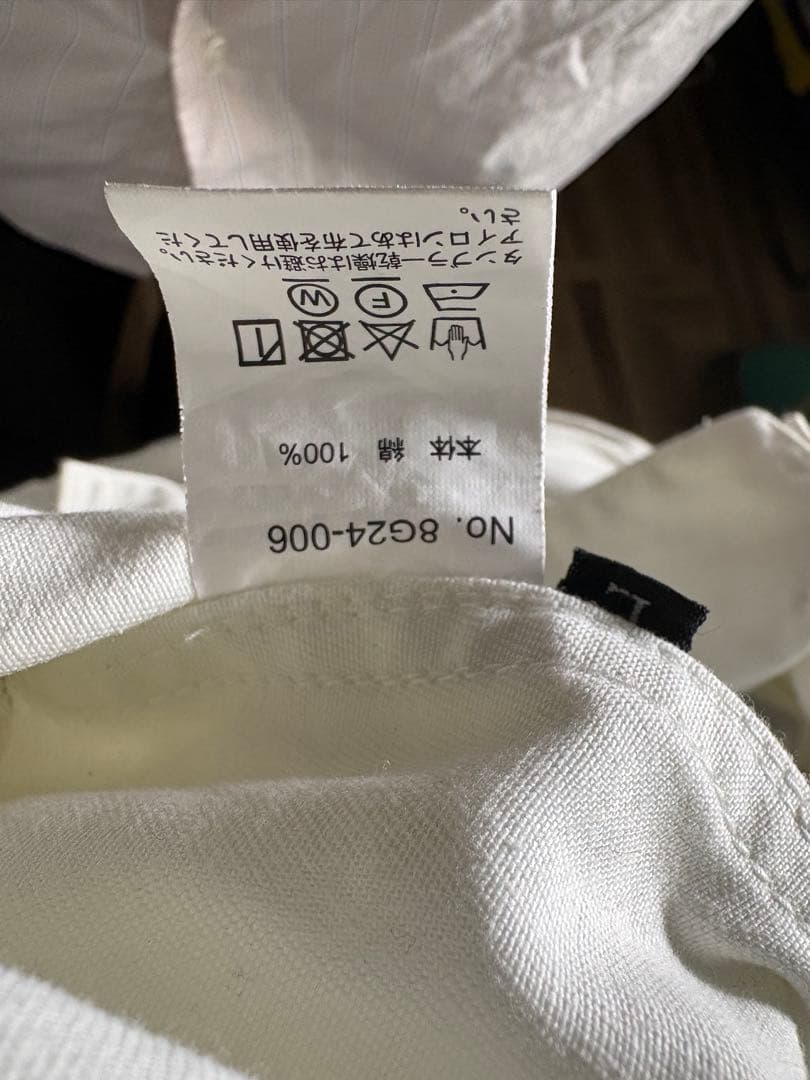 No. 8G24-006
本体 綿 100%
F W
タンブラー乾燥はお避けください。
アイロンはあて布を使用してくだ
さい。
L